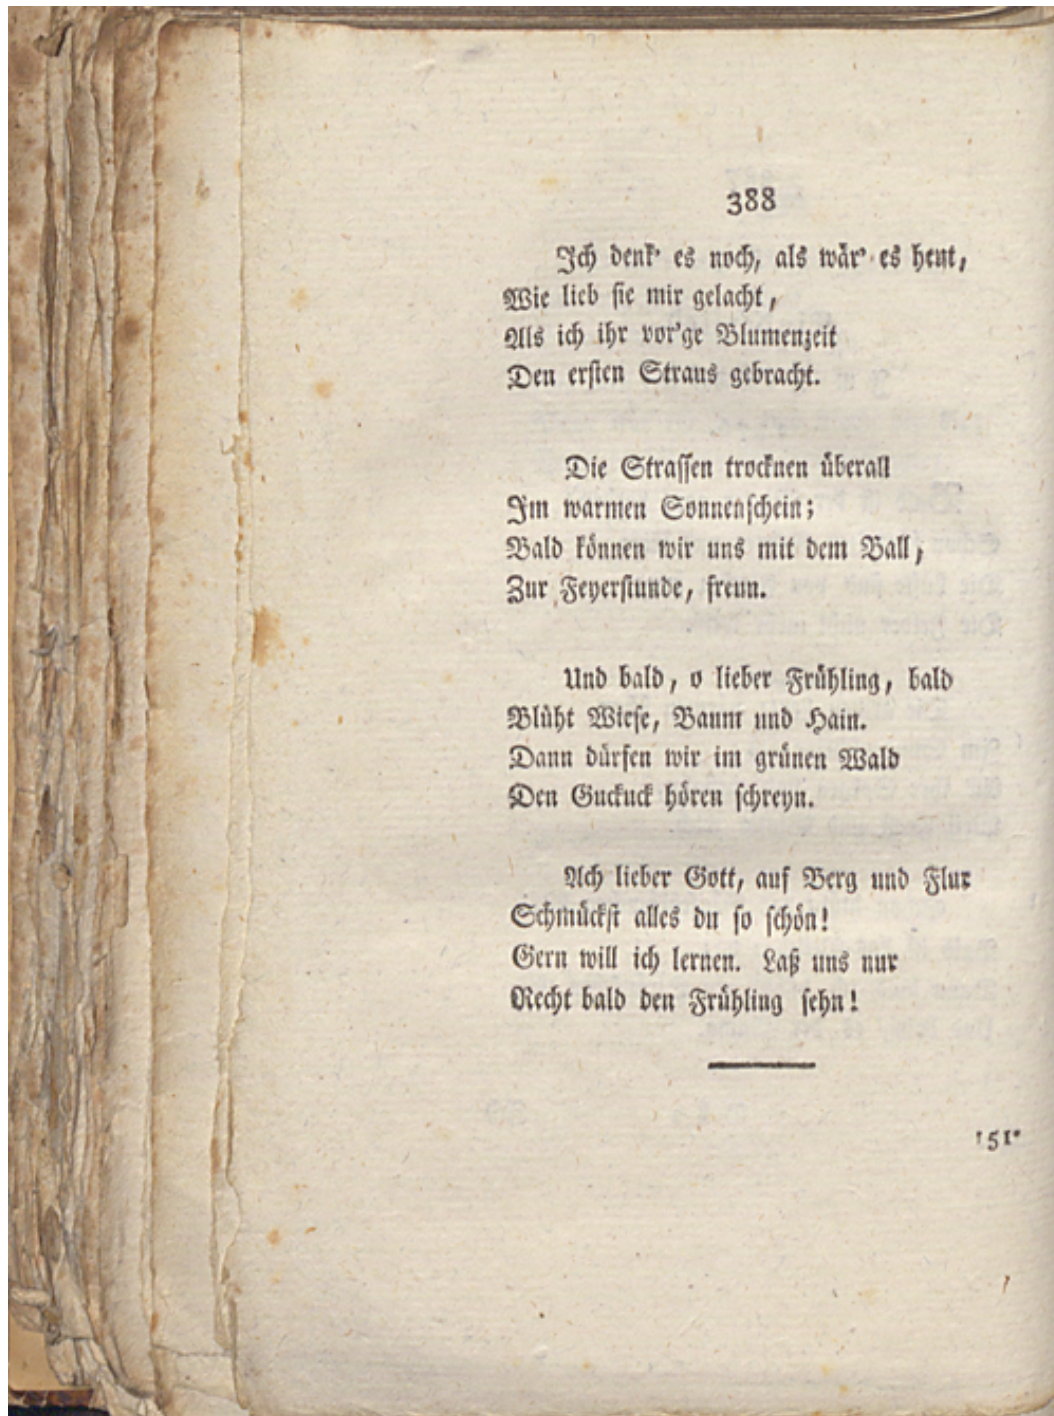 388
Ich denk' es noch, als wär' es heut,
Wie lieb sie mir gelacht,
Als ich ihr vor'ge Blumenzeit
Den ersten Straus gebracht.
Die Strassen trocknen überall
Im warmen Sonnenschein;
Bald können wir uns mit dem Ball,
Zur Feyerstunde, freun.
Und bald, o lieber Frühling, bald
Blüht Wiese, Baum und Hain.
Dann dürfen wir im grünen Wald
Den Guckuck hören schreyn.
Ach lieber Gott, auf Berg und Flur
Schmückst alles du so schön!
Gern will ich lernen. Laß uns nur
Recht bald den Frühling sehn!
151.